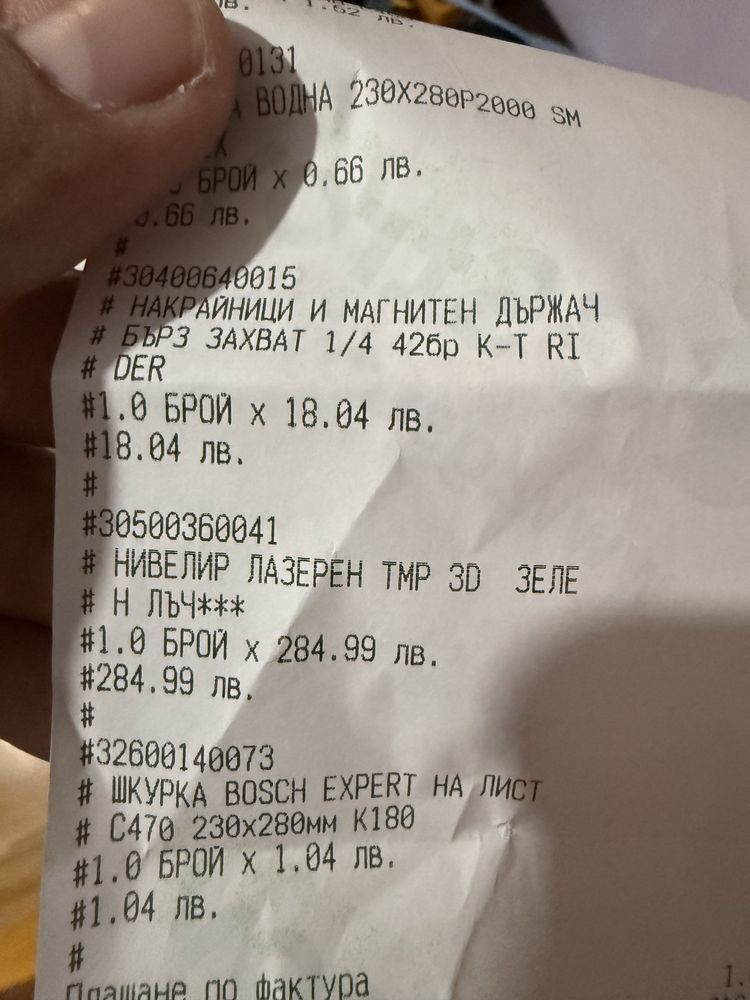 0131
ВОДНА 230X280P2000 SM
БРОЙ x 0.66 лв.
.66 лв.
#
#30400640015
# НАКРАЙНИЦИ И МАГНИТЕН ДЪРЖАЧ
# БЪРЗ ЗАХВАТ 1/4 42бр K-T RI
# DER
#1.0 БРОЙ x 18.04 лв.
#18.04 лв.
#
#30500360041
# НИВЕЛИР ЛАЗЕРЕН TMP 3D ЗЕЛЕ
# Н ЛЪЧ***
#1.0 БРОЙ x 284.99 лв.
#284.99 лв.
#
#32600140073
# ШКУРКА BOSCH EXPERT НА ЛИСТ
# C470 230x280мм K180
#1.0 БРОЙ x 1.04 лв.
#1.04 лв.
#
Плащане по фактура